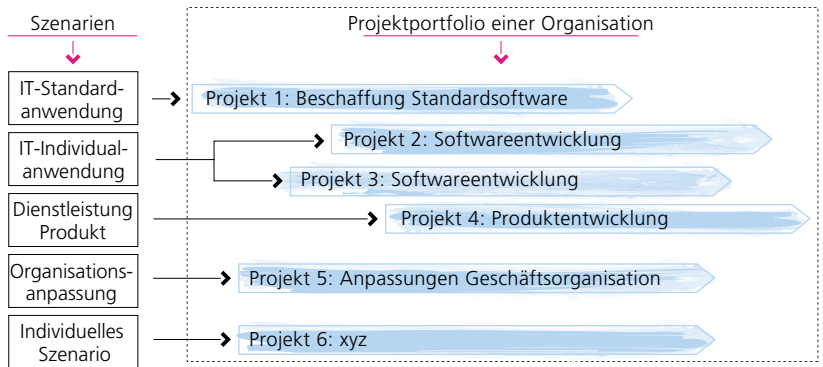 Szenarien
Projektportfolio einer Organisation
IT-Standard-
anwendung
Projekt 1: Beschaffung Standardsoftware
IT-Individual-
anwendung
Projekt 2: Softwareentwicklung
Projekt 3: Softwareentwicklung
Dienstleistung
Produkt
Projekt 4: Produktentwicklung
Organisations-
anpassung
Projekt 5: Anpassungen Geschäftsorganisation
Individuelles
Szenario
Projekt 6: xyz